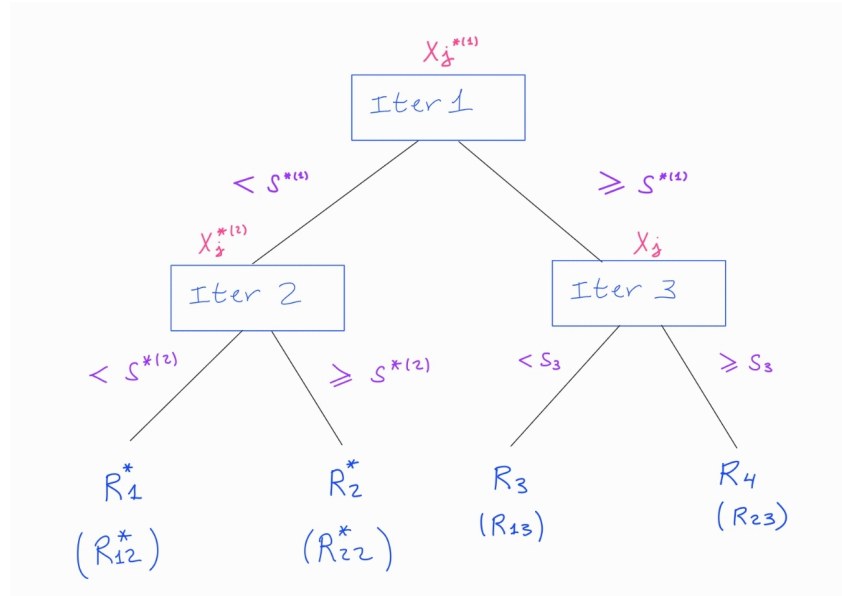 Xj*(1)
Iter 1
< S*(1)
≥ S*(1)
Xj*(2)
Xj
Iter 2
Iter 3
< S*(2)
≥ S*(2)
< S3
≥ S3
R1*
R2*
R3
R4
(R12*)
(R22*)
(R13)
(R23)